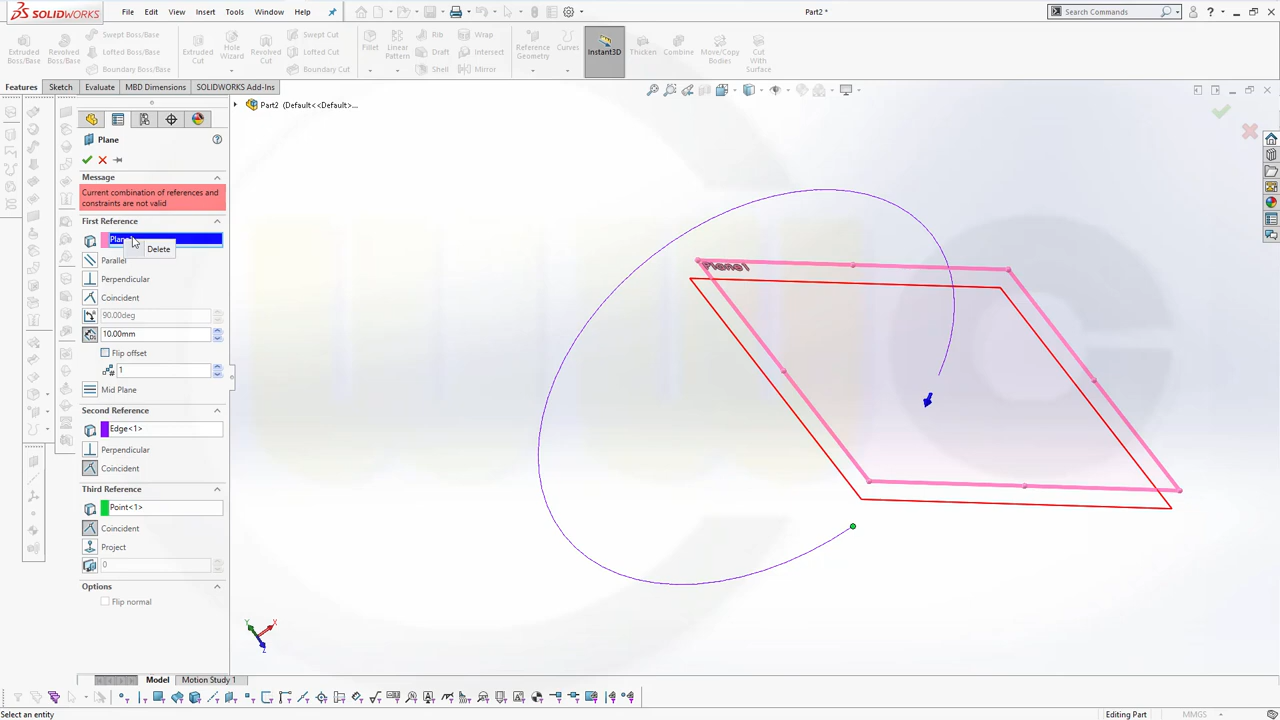 SOLIDWORKS File Edit View Insert Tools Window Help Part2 * Search Commands
Extruded Boss/Base Revolved Boss/Base Swept Boss/Base Lofted Boss/Base Boundary Boss/Base Extruded Cut Hole Wizard Revolved Cut Swept Cut Lofted Cut Boundary Cut Fillet Linear Pattern Rib Draft Shell Wrap Intersect Mirror Reference Geometry Curves Instant3D Thicken Combine Move/Copy Bodies Cut With Surface
Features Sketch Evaluate MBD Dimensions SOLIDWORKS Add-Ins
Part2 (Default<<Default>...
Plane
Message
Current combination of references and
constraints are not valid
First Reference
Delete
Parallel
Perpendicular
Coincident
90.00deg
10.00mm
Flip offset
1
Mid Plane
Second Reference
Edge<1>
Perpendicular
Coincident
Third Reference
Point<1>
Coincident
Project
0
Options
Flip normal
Plane1
Y X
Z
Model Motion Study 1
Select an entity Editing Part MMGS